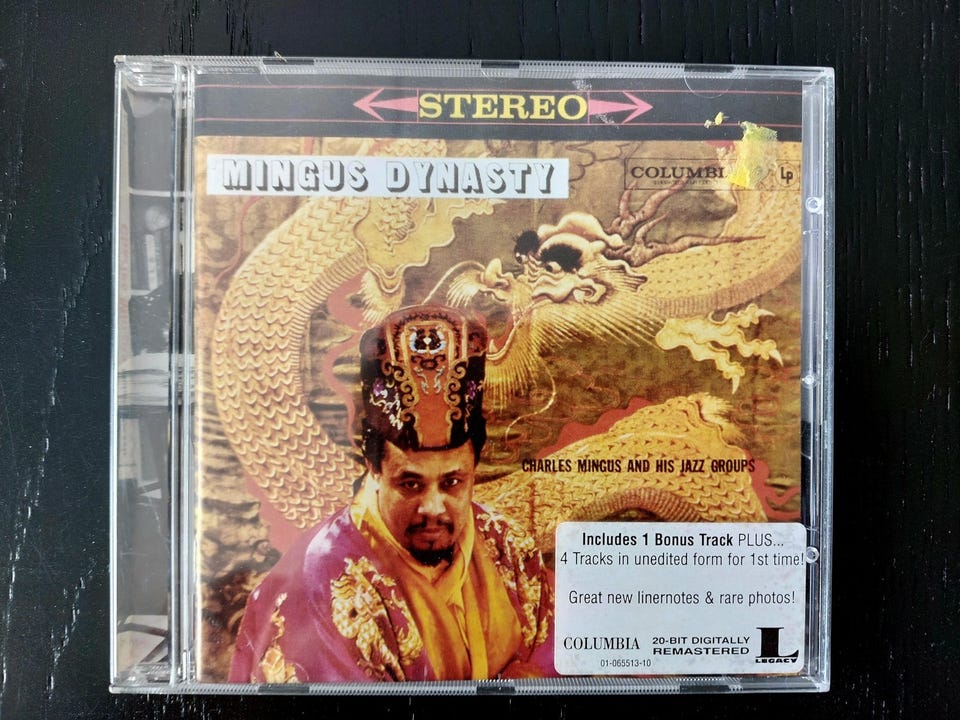 STEREO
MINGUS DYNASTY
COLUMBI
Lp
CHARLES MINGUS AND HIS JAZZ GROUPS
Includes 1 Bonus Track PLUS...
4 Tracks in unedited form for 1st time!
Great new linernotes & rare photos!
COLUMBIA 20-BIT DIGITALLY REMASTERED L LEGACY
01-065513-10